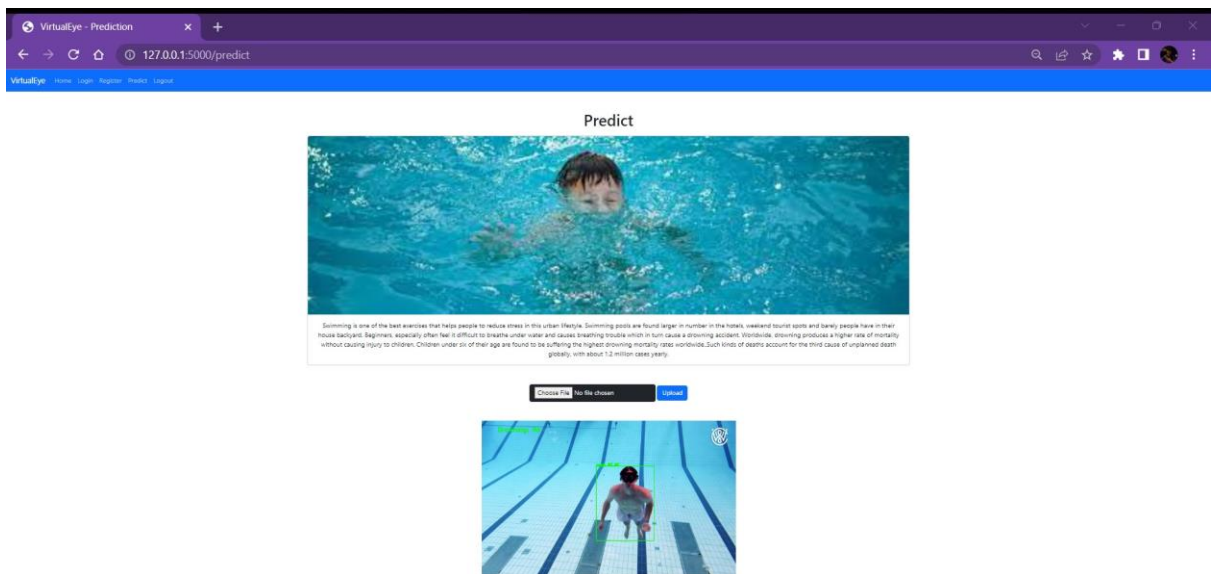 VirtualEye - Prediction
127.0.0.1:5000/predict
VirtualEye Home Login Register Predict Logout
Predict
Swimming is one of the best exercises that helps people to reduce stress in this urban lifestyle. Swimming pools are found larger in number in the hotels, weekend tourist spots and barely people have in their
house backyard. Beginners, especially often feel it difficult to breathe under water and causes breathing trouble which in turn cause a drowning accident. Worldwide, drowning produces a higher rate of mortality
without causing injury to children. Children under six of their age are found to be suffering the highest drowning mortality rates worldwide.Such kinds of deaths account for the third cause of unplanned death
globally, with about 1.2 million cases yearly.
Choose File No file chosen Upload